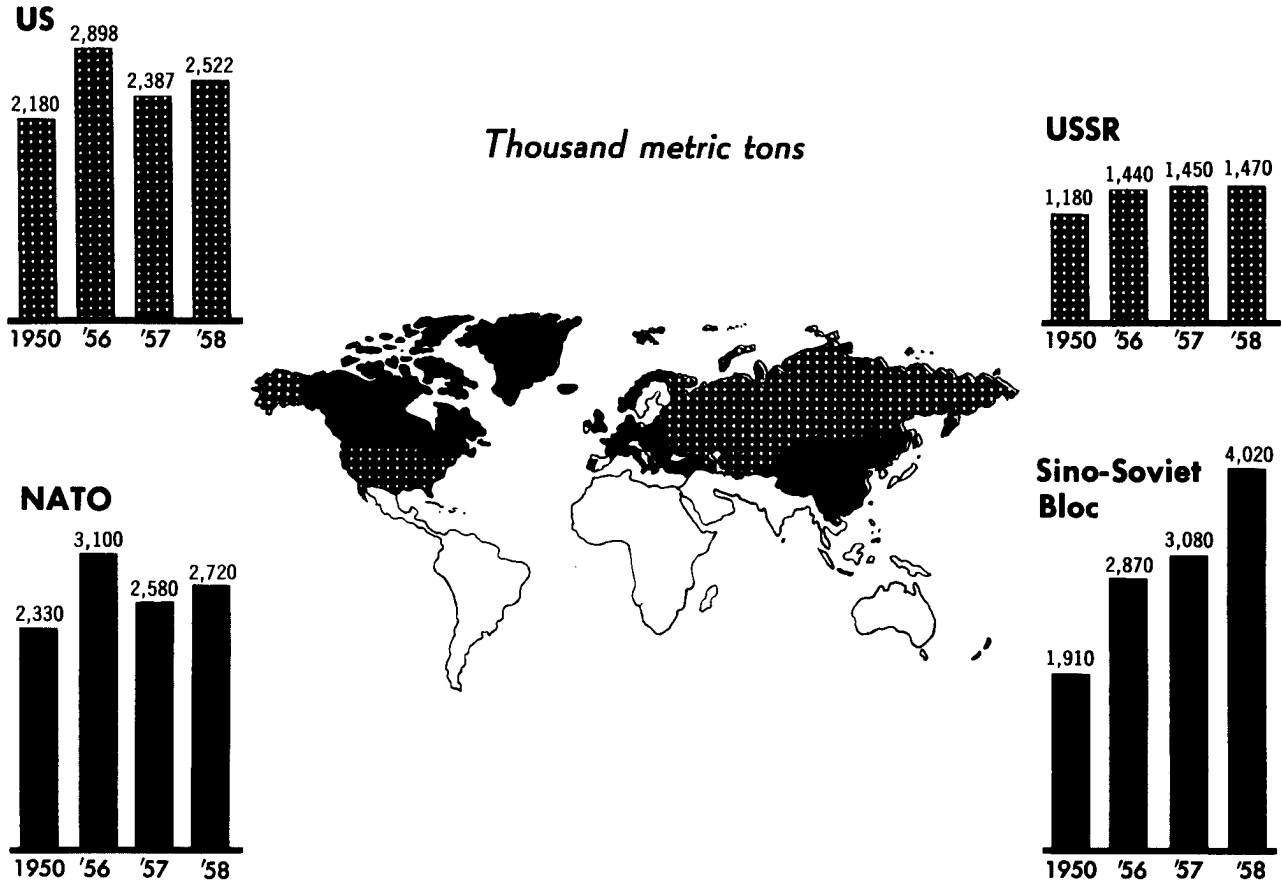 US
2,180
2,898
2,387
2,522
1950 '56 '57 '58
Thousand metric tons
USSR
1,180
1,440
1,450
1,470
1950 '56 '57 '58
NATO
2,330
3,100
2,580
2,720
1950 '56 '57 '58
Sino-Soviet
Bloc
1,910
2,870
3,080
4,020
1950 '56 '57 '58